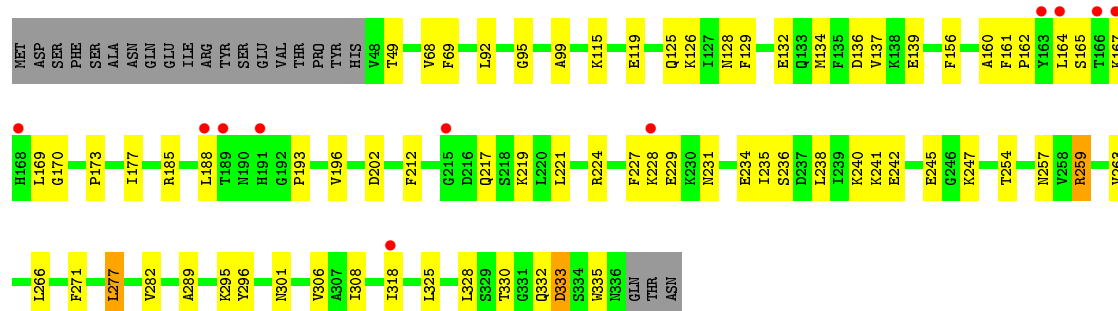 MET ASP SER PHE SER ALA ASN GLN GLU GLU ILE ARG TYR SER GLU VAL THR PRO TYR HIS V48 T49 V68 F69 L92 G95 A99 K115 E119 Q125 K126 I127 N128 F129 E132 Q133 M134 F135 D136 V137 K138 E139 F156 A160 F161 P162 Y163 L164 S165 T166 K167
H168 L169 G170 P173 I177 R185 L188 T189 N190 H191 G192 P193 V196 D202 F212 G215 D216 Q217 S218 K219 L220 L221 R224 F227 K228 E229 K230 N231 E234 I235 S236 D237 L238 I239 K240 K241 E242 E245 G246 K247 T254 N257 V258 R259 V263
L266 F271 L277 V282 A289 K295 Y296 N301 V306 A307 I308 I318 L325 L328 S329 T330 G331 Q332 D333 S334 W335 N336 GLN THR ASN